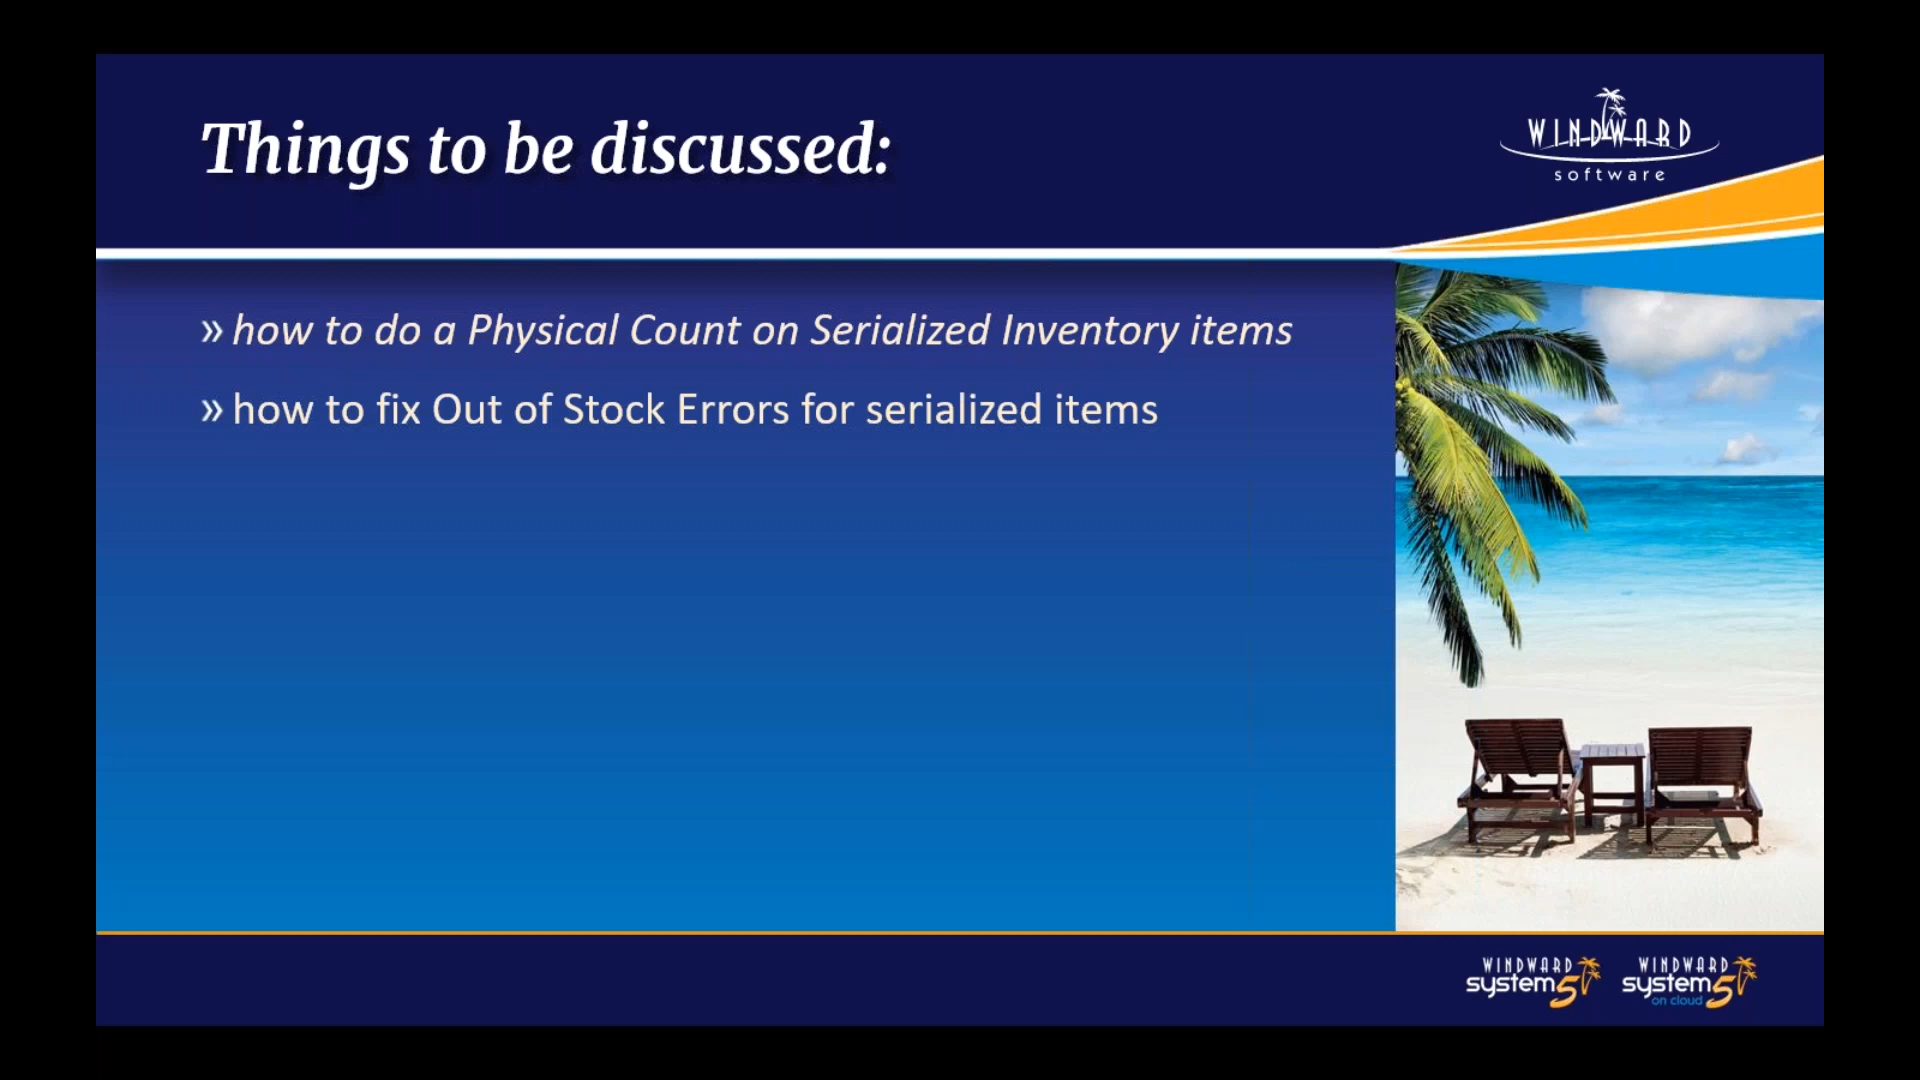 Things to be discussed:
WINDWARD
software
» how to do a Physical Count on Serialized Inventory items
» how to fix Out of Stock Errors for serialized items
WINDWARD
system5
WINDWARD
system5
on cloud